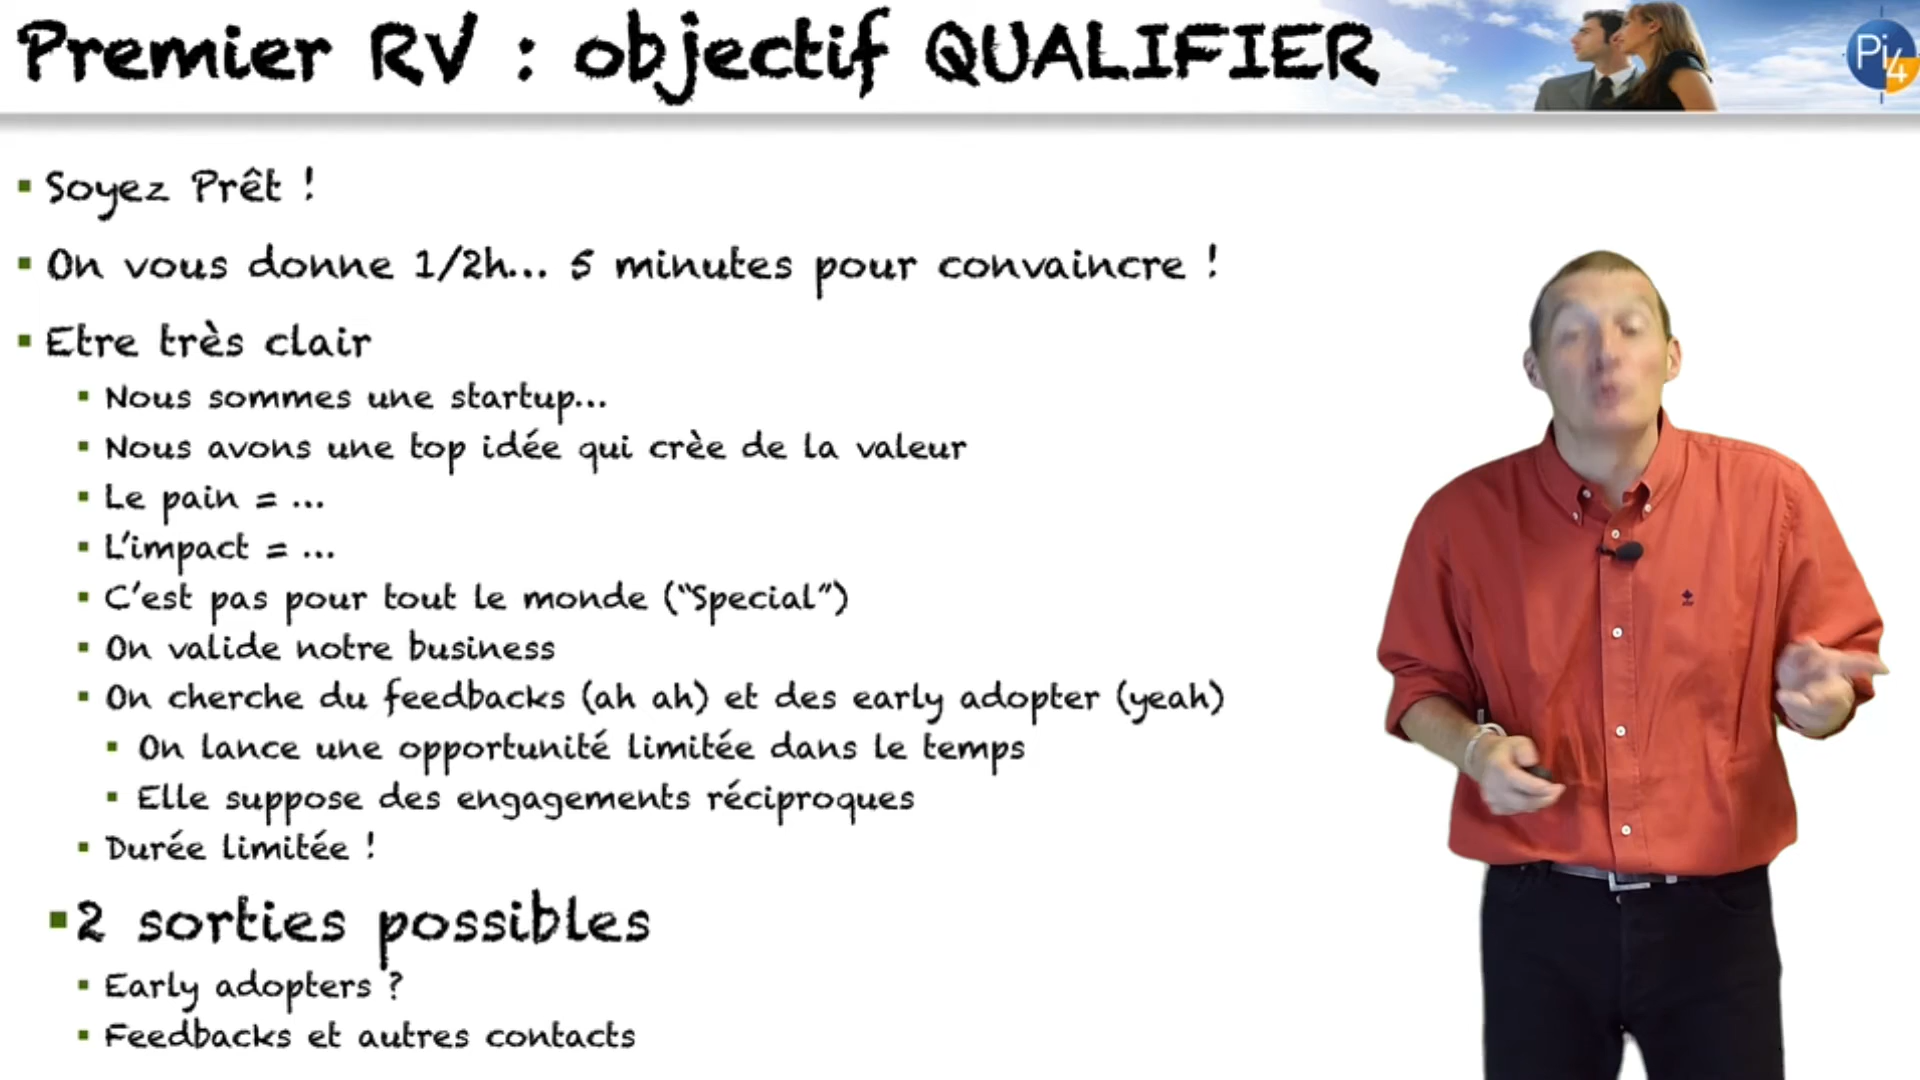 Premier RV : objectif QUALIFIER
Pi4
Soyez Prêt !
On vous donne 1/2h... 5 minutes pour convaincre !
Etre très clair
Nous sommes une startup...
Nous avons une top idée qui crèe de la valeur
Le pain = ...
L'impact = ...
C'est pas pour tout le monde ("Special")
On valide notre business
On cherche du feedbacks (ah ah) et des early adopter (yeah)
On lance une opportunité limitée dans le temps
Elle suppose des engagements réciproques
Durée limitée !
2 sorties possibles
Early adopters ?
Feedbacks et autres contacts